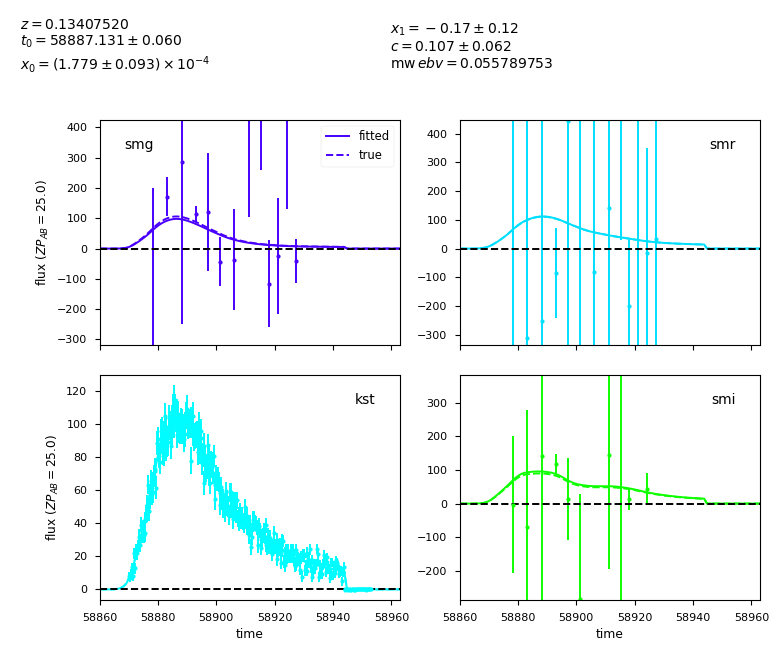 z = 0.13407520
t₀ = 58887.131 ± 0.060
x₀ = (1.779 ± 0.093) × 10⁻⁴
x₁ = −0.17 ± 0.12
c = 0.107 ± 0.062
mw ebv = 0.055789753
smg
fitted
true
400
300
200
100
0
−100
−200
−300
flux (ZP_AB = 25.0)
smr
400
300
200
100
0
−100
−200
−300
kst
120
100
80
60
40
20
0
flux (ZP_AB = 25.0)
58860 58880 58900 58920 58940 58960
time
smi
300
200
100
0
−100
−200
58860 58880 58900 58920 58940 58960
time